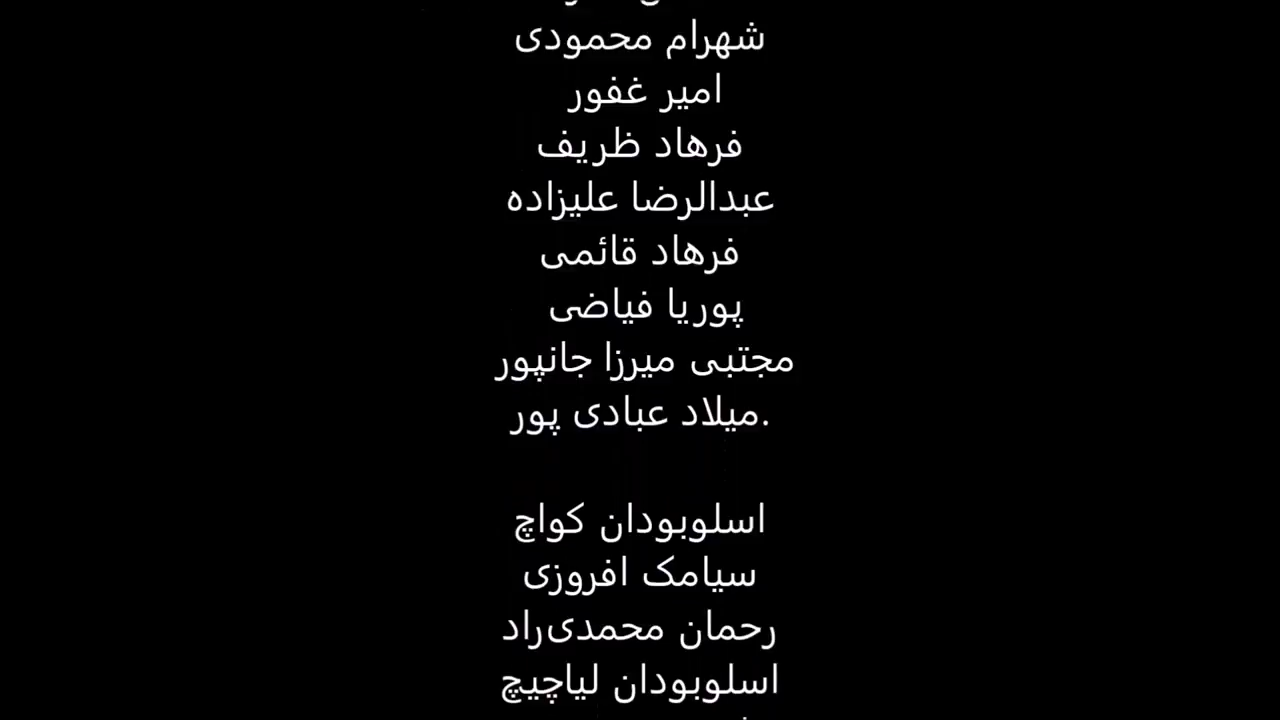 شهرام محمودی
امیر غفور
فرهاد ظریف
عبدالرضا علیزاده
فرهاد قائمی
پوریا فیاضی
مجتبی میرزا جانپور
.میلاد عبادی پور
اسلوبودان کواچ
سیامک افروزی
رحمان محمدی‌راد
اسلوبودان لیاچیچ